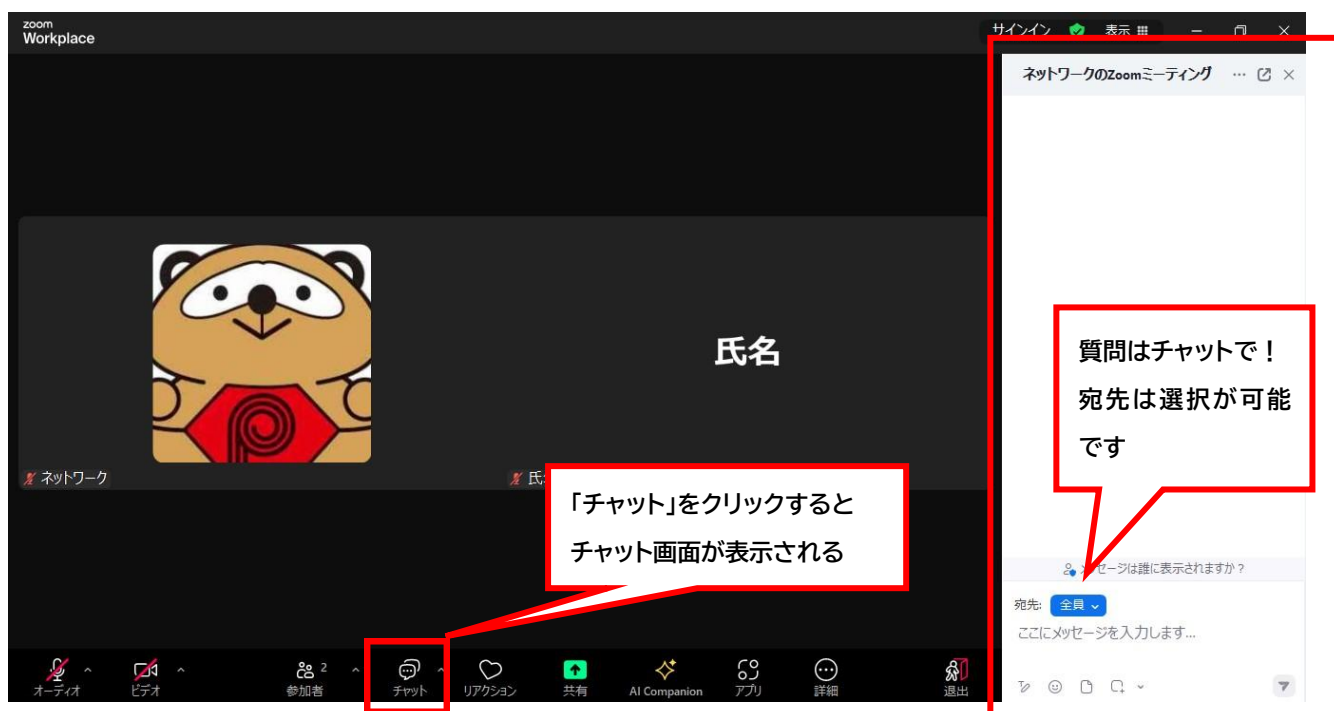 zoom
Workplace
サインイン 表示
ネットワークのZoomミーティング
氏名
質問はチャットで！
宛先は選択が可能
です
ネットワーク
氏
「チャット」をクリックすると
チャット画面が表示される
メッセージは誰に表示されますか？
宛先: 全員
ここにメッセージを入力します...
オーディオ
ビデオ
2
参加者
チャット
リアクション
共有
AI Companion
アプリ
詳細
退出